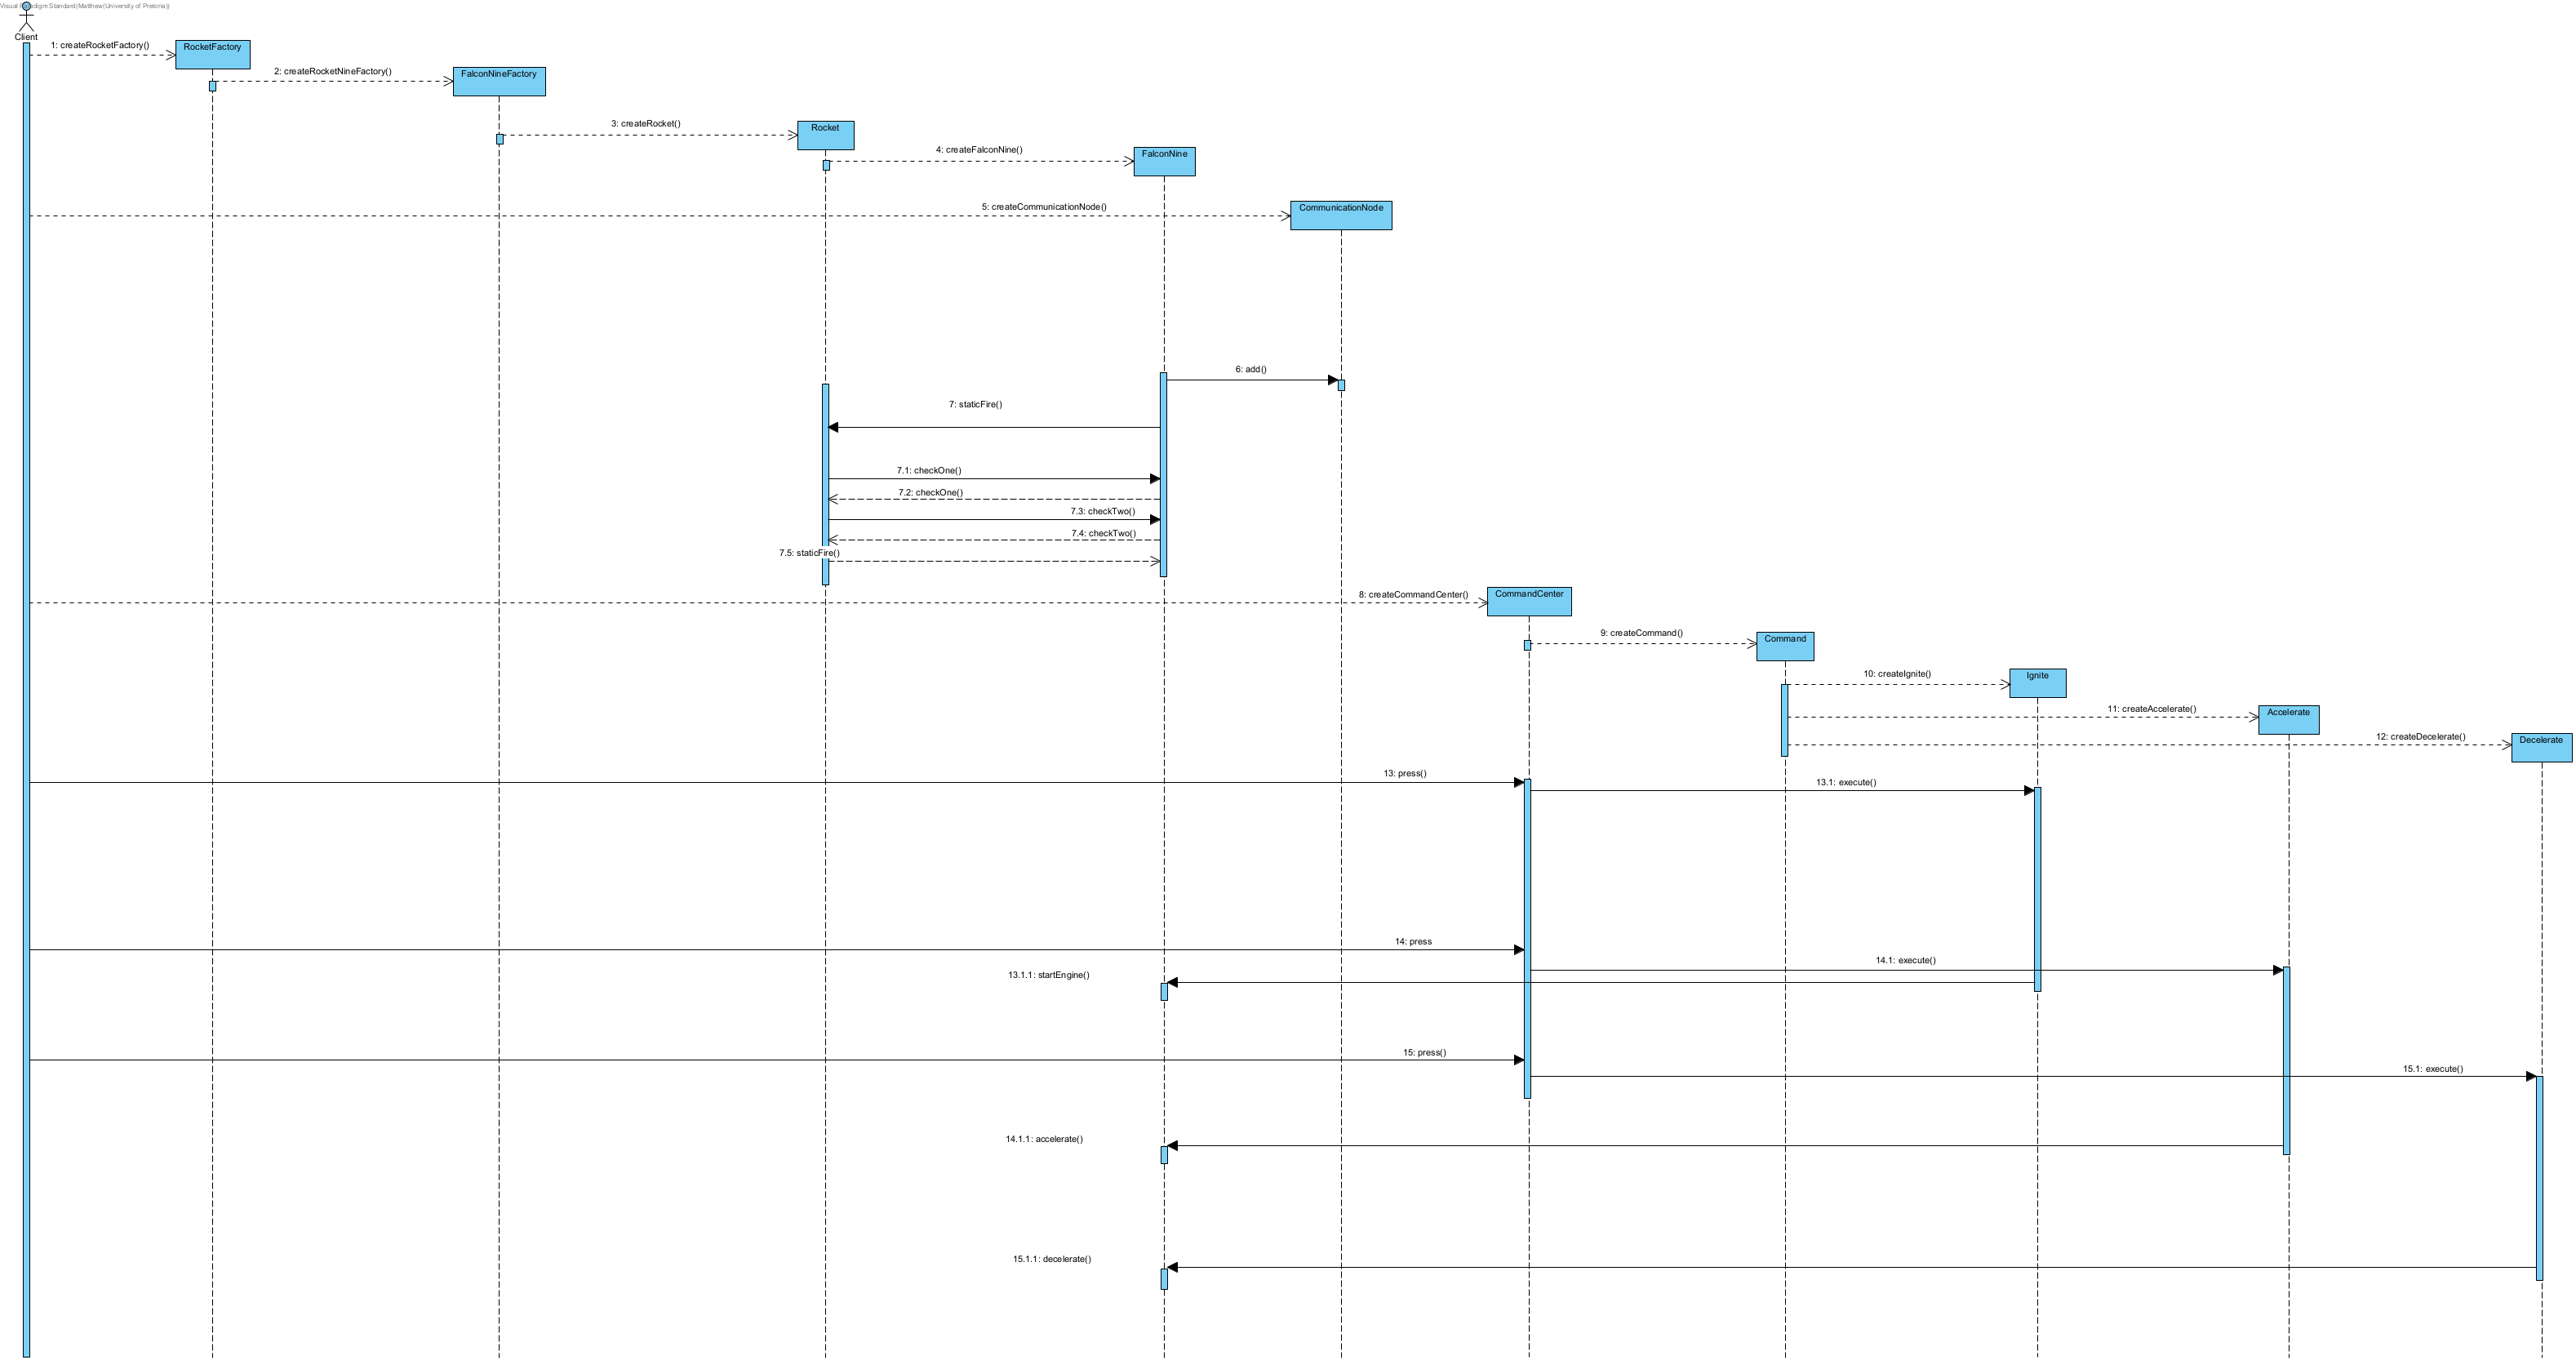 Visual Paradigm Standard(Matthew(University of Pretoria))
Client
1: createRocketFactory()
RocketFactory
2: createRocketNineFactory()
FalconNineFactory
3: createRocket()
Rocket
4: createFalconNine()
FalconNine
5: createCommunicationNode()
CommunicationNode
6: add()
7: staticFire()
7.1: checkOne()
7.2: checkOne()
7.3: checkTwo()
7.4: checkTwo()
7.5: staticFire()
8: createCommandCenter()
CommandCenter
9: createCommand()
Command
10: createIgnite()
Ignite
11: createAccelerate()
Accelerate
12: createDecelerate()
Decelerate
13: press()
13.1: execute()
14: press
14.1: execute()
13.1.1: startEngine()
15: press()
15.1: execute()
14.1.1: accelerate()
15.1.1: decelerate()